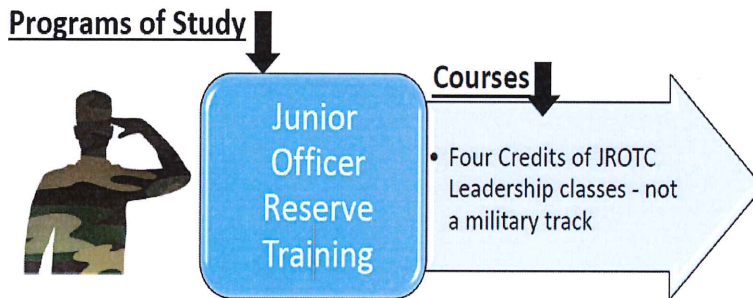 Programs of Study
Junior
Officer
Reserve
Training
Courses
• Four Credits of JROTC
Leadership classes - not
a military track